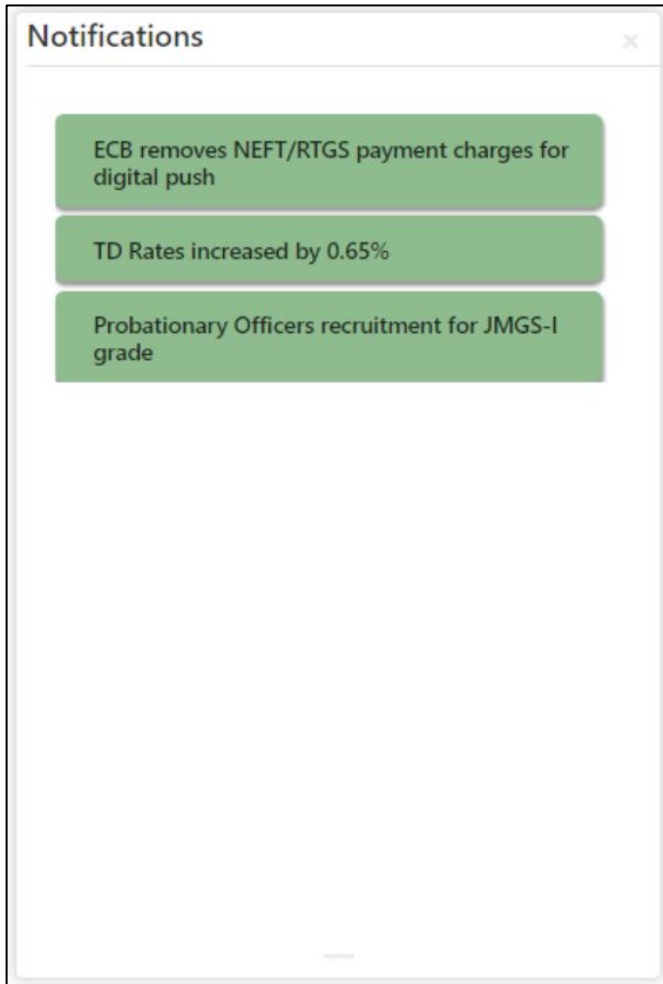 Notifications
ECB removes NEFT/RTGS payment charges for
digital push
TD Rates increased by 0.65%
Probationary Officers recruitment for JMGS-I
grade